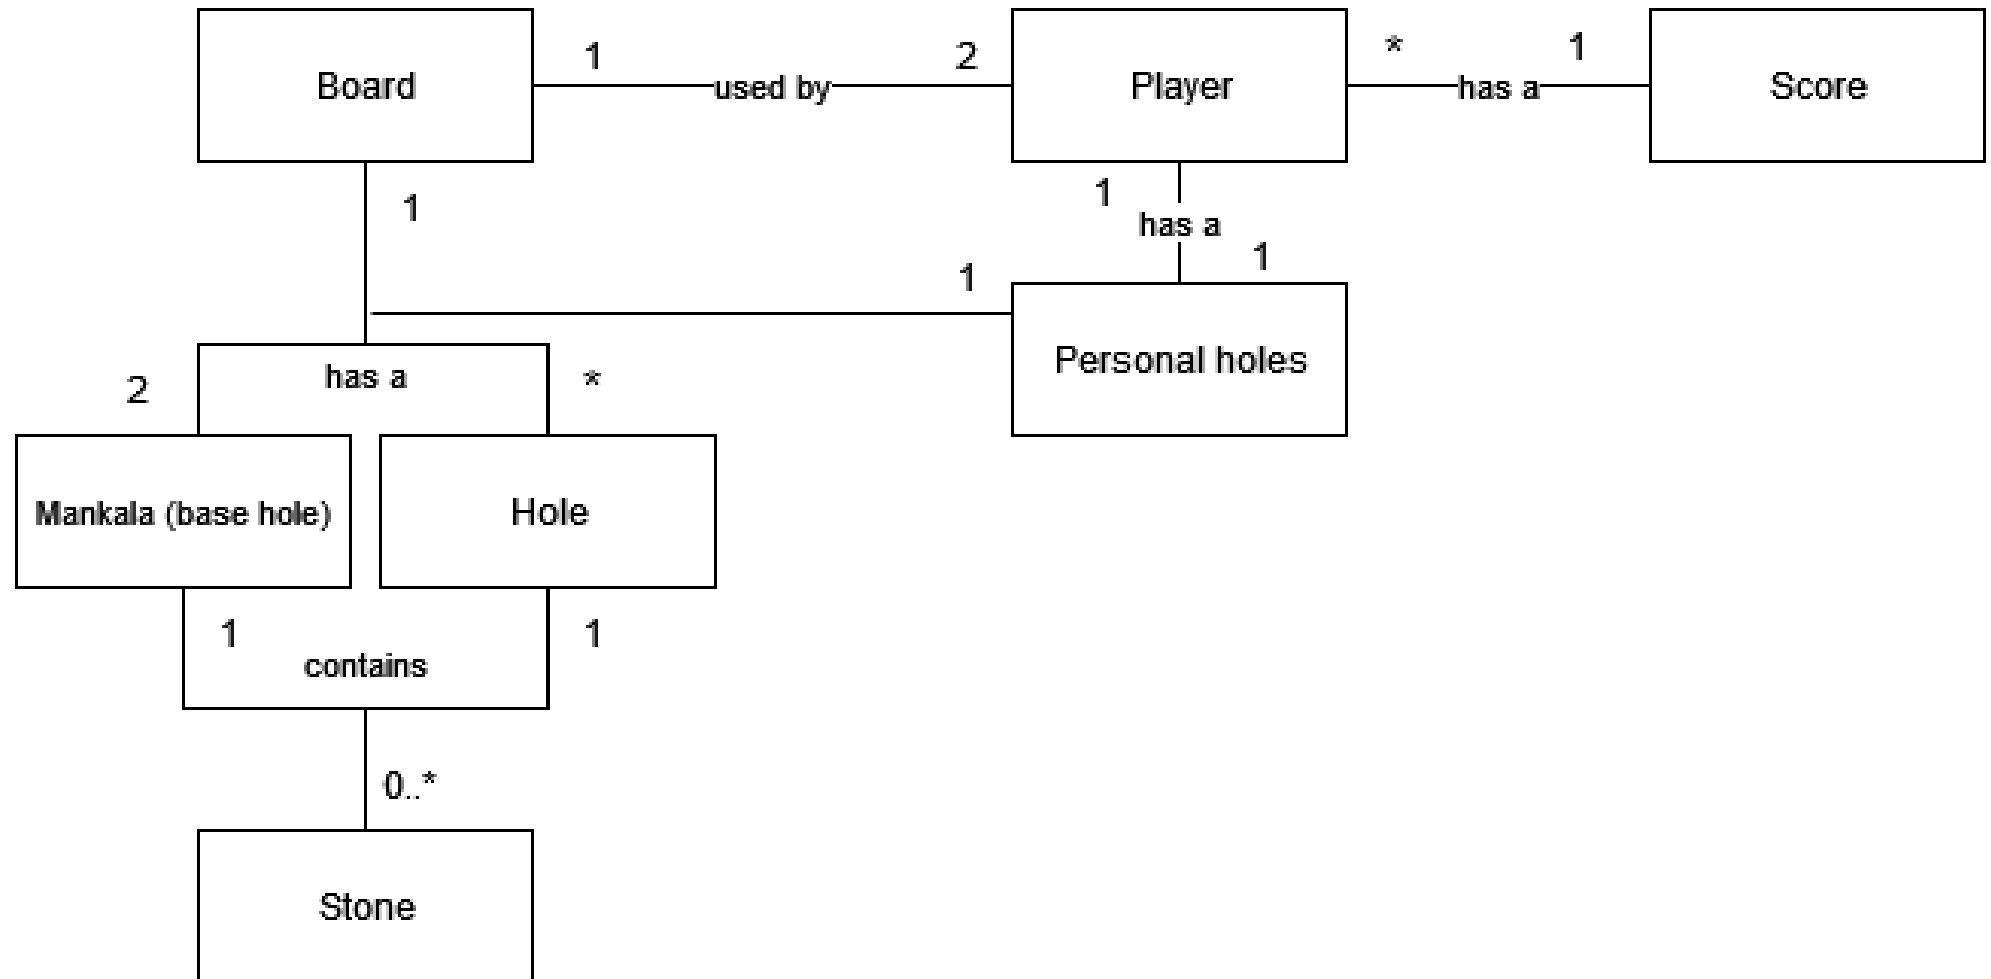 Board
1
used by
2
Player
*
has a
1
Score
1
1
has a
1
1
Personal holes
2
has a
*
Mankala (base hole)
Hole
1
contains
1
0..*
Stone